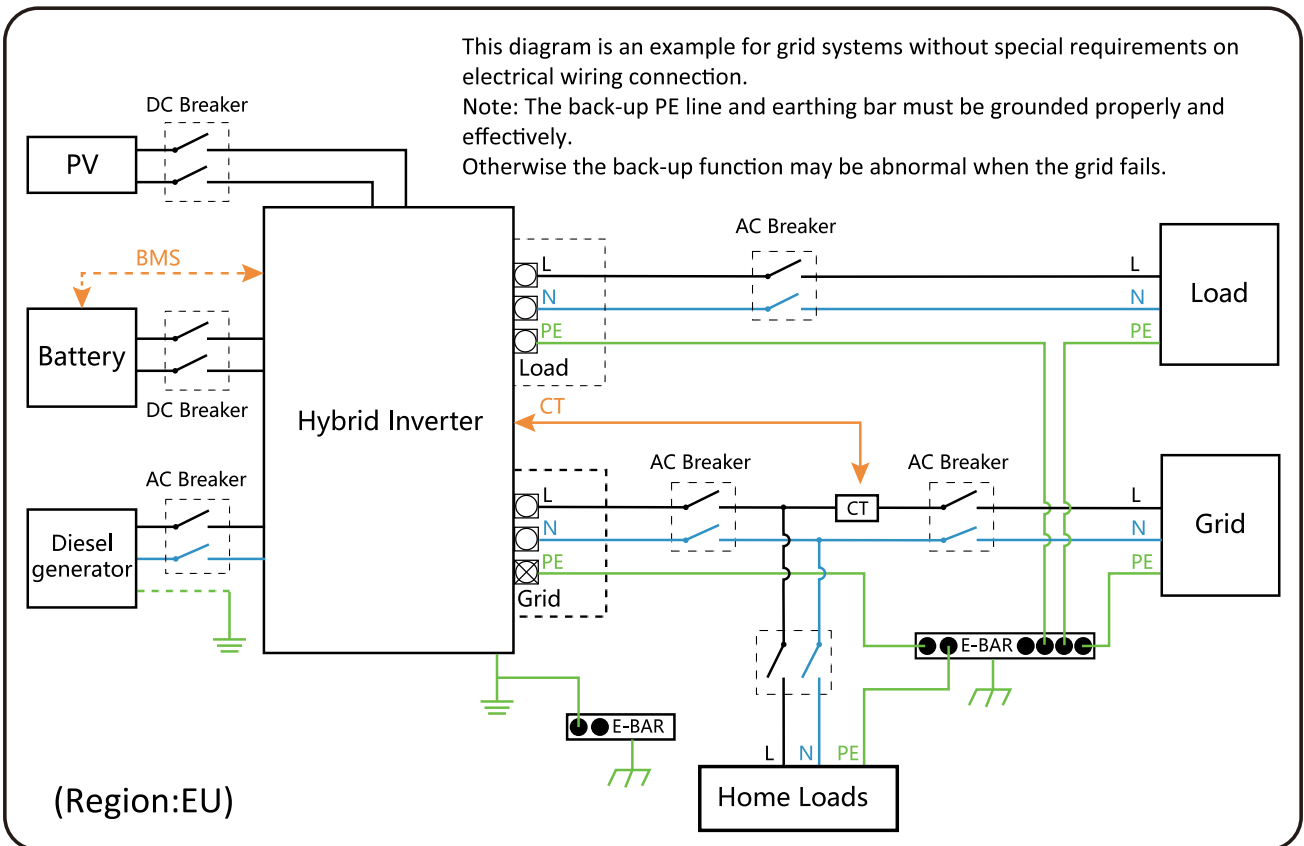 This diagram is an example for grid systems without special requirements on
electrical wiring connection.
Note: The back-up PE line and earthing bar must be grounded properly and
effectively.
Otherwise the back-up function may be abnormal when the grid fails.
DC Breaker
PV
BMS
Battery
DC Breaker
AC Breaker
Diesel
generator
Hybrid Inverter
L
N
PE
Load
AC Breaker
L
N
PE
Load
CT
AC Breaker
CT
AC Breaker
L
N
PE
Grid
L
N
PE
Grid
E-BAR
E-BAR
L
N
PE
Home Loads
(Region:EU)